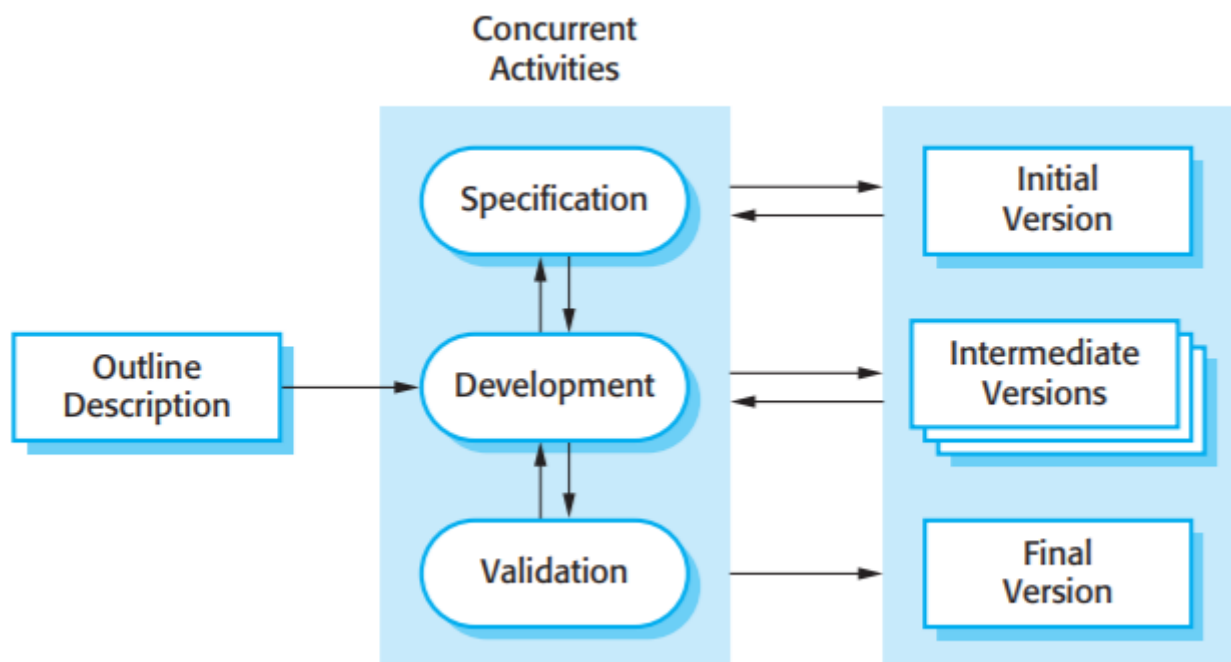 Concurrent
Activities
Specification
Initial
Version
Outline
Description
Development
Intermediate
Versions
Validation
Final
Version